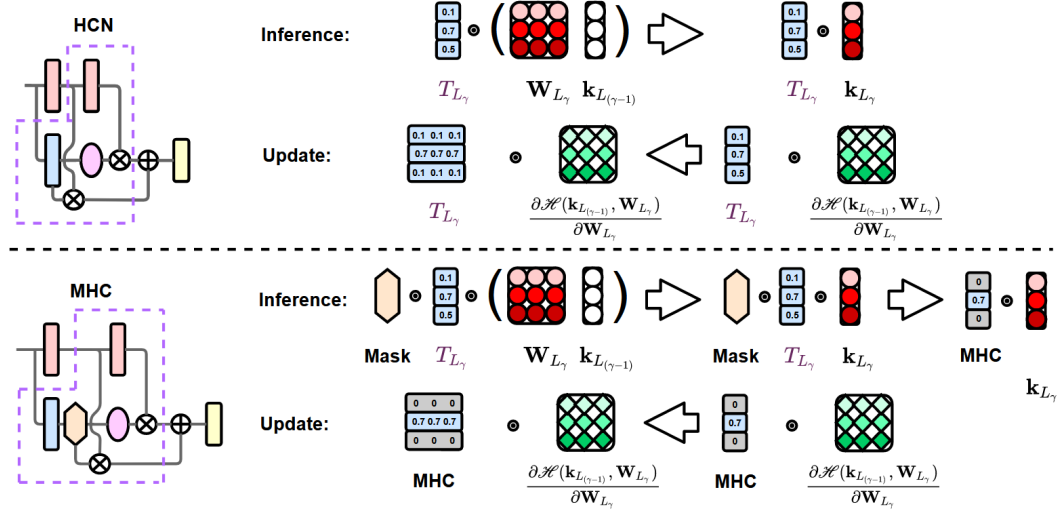 HCN
Inference:
0.1
0.7
0.5
( )
T_{L_γ} W_{L_γ} k_{L_{(γ-1)}}
0.1
0.7
0.5
T_{L_γ} k_{L_γ}
Update:
0.1 0.1 0.1
0.7 0.7 0.7
0.1 0.1 0.1
T_{L_γ} ∂ℋ(k_{L_{(γ-1)}}, W_{L_γ}) / ∂W_{L_γ}
0.1
0.7
0.5
T_{L_γ} ∂ℋ(k_{L_{(γ-1)}}, W_{L_γ}) / ∂W_{L_γ}
MHC
Inference:
0.1
0.7
0.5
( )
Mask T_{L_γ} W_{L_γ} k_{L_{(γ-1)}}
0.1
0.7
0.5
Mask T_{L_γ} k_{L_γ}
0
0.7
0
MHC k_{L_γ}
Update:
0 0 0
0.7 0.7 0.7
0 0 0
MHC ∂ℋ(k_{L_{(γ-1)}}, W_{L_γ}) / ∂W_{L_γ}
0
0.7
0
MHC ∂ℋ(k_{L_{(γ-1)}}, W_{L_γ}) / ∂W_{L_γ}